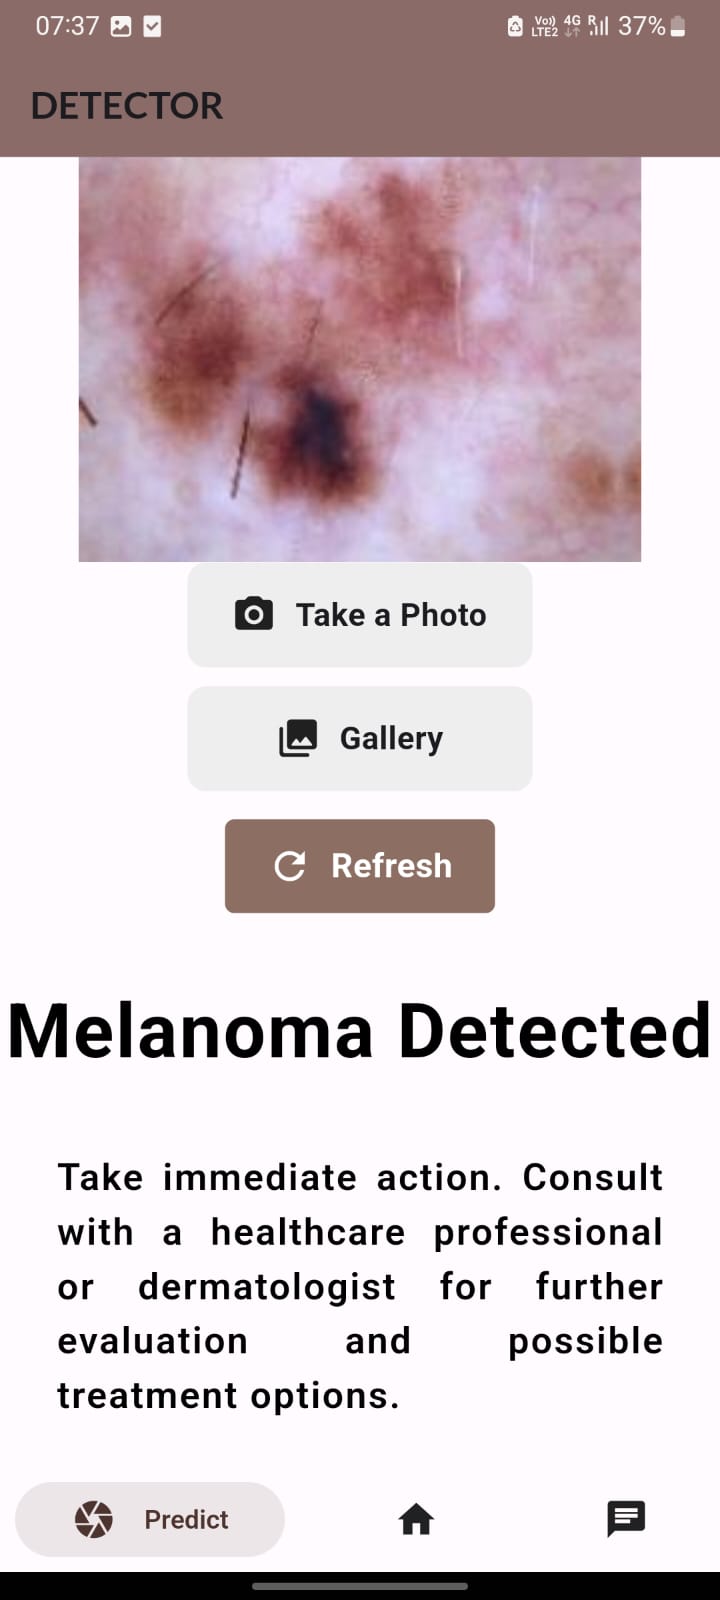 07:37 Vo)) LTE2 4G R 37%
DETECTOR
Take a Photo
Gallery
Refresh
Melanoma Detected
Take immediate action. Consult
with a healthcare professional
or dermatologist for further
evaluation and possible
treatment options.
Predict